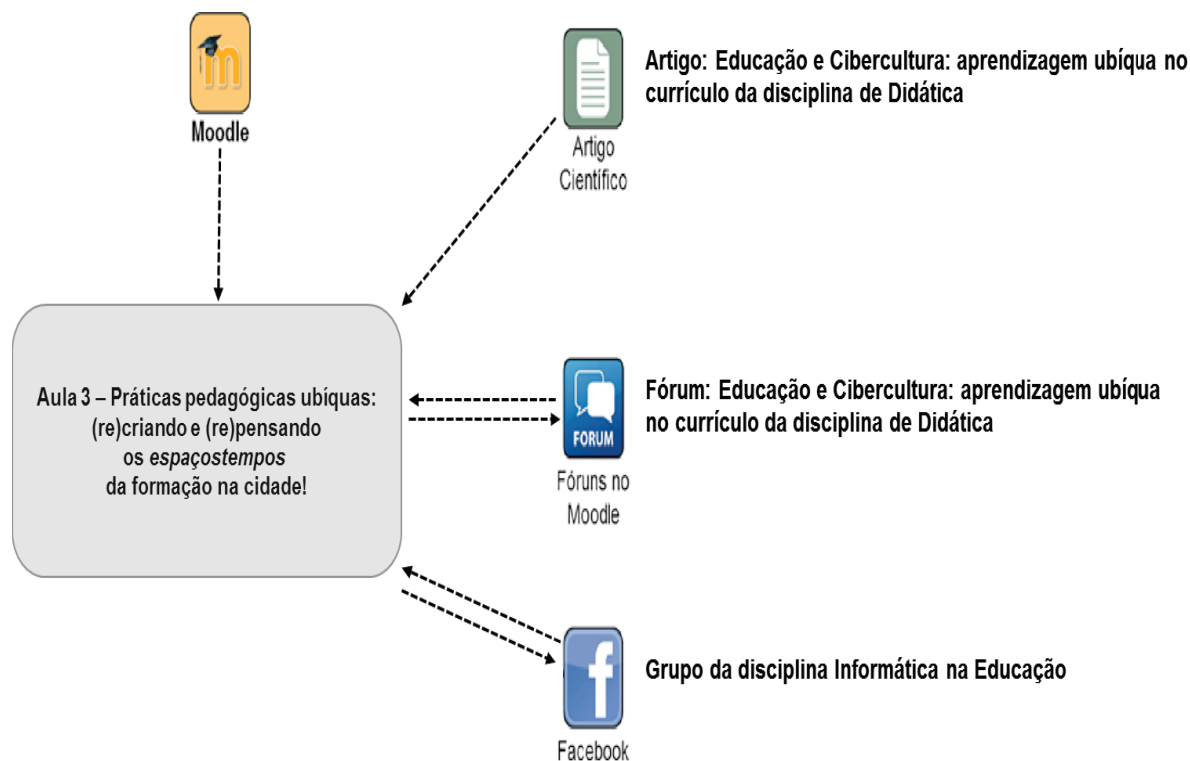 m
Moodle
Artigo: Educação e Cibercultura: aprendizagem ubíqua no
currículo da disciplina de Didática
Artigo
Científico
Aula 3 – Práticas pedagógicas ubíquas:
(re)criando e (re)pensando
os espaçostempos
da formação na cidade!
FORUM
Fóruns no
Moodle
Fórum: Educação e Cibercultura: aprendizagem ubíqua
no currículo da disciplina de Didática
f
Facebook
Grupo da disciplina Informática na Educação